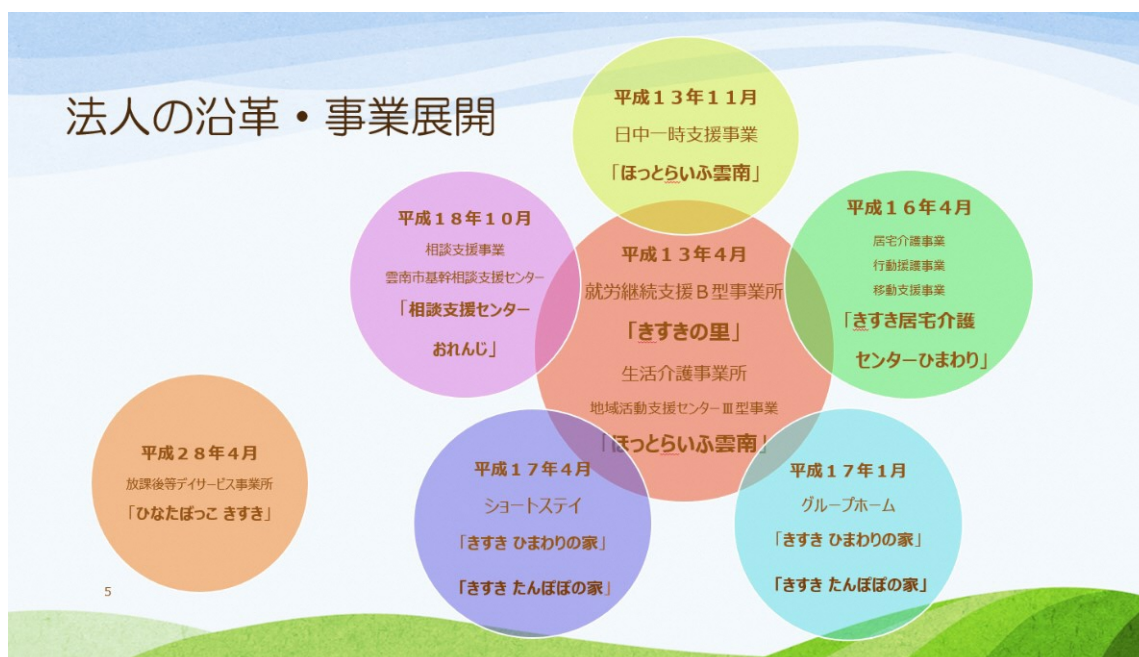 法人の沿革・事業展開
平成１３年１１月
日中一時支援事業
「ほっとらいふ雲南」
平成１８年１０月
相談支援事業
雲南市基幹相談支援センター
「相談支援センター
おれんじ」
平成１３年４月
就労継続支援Ｂ型事業所
「きすきの里」
生活介護事業所
地域活動支援センターⅢ型事業
「ほっとらいふ雲南」
平成１６年４月
居宅介護事業
行動援護事業
移動支援事業
「きすき居宅介護
センターひまわり」
平成２８年４月
放課後等デイサービス事業所
「ひなたぼっこ きすき」
平成１７年４月
ショートステイ
「きすき ひまわりの家」
「きすき たんぽぽの家」
平成１７年１月
グループホーム
「きすき ひまわりの家」
「きすき たんぽぽの家」
5